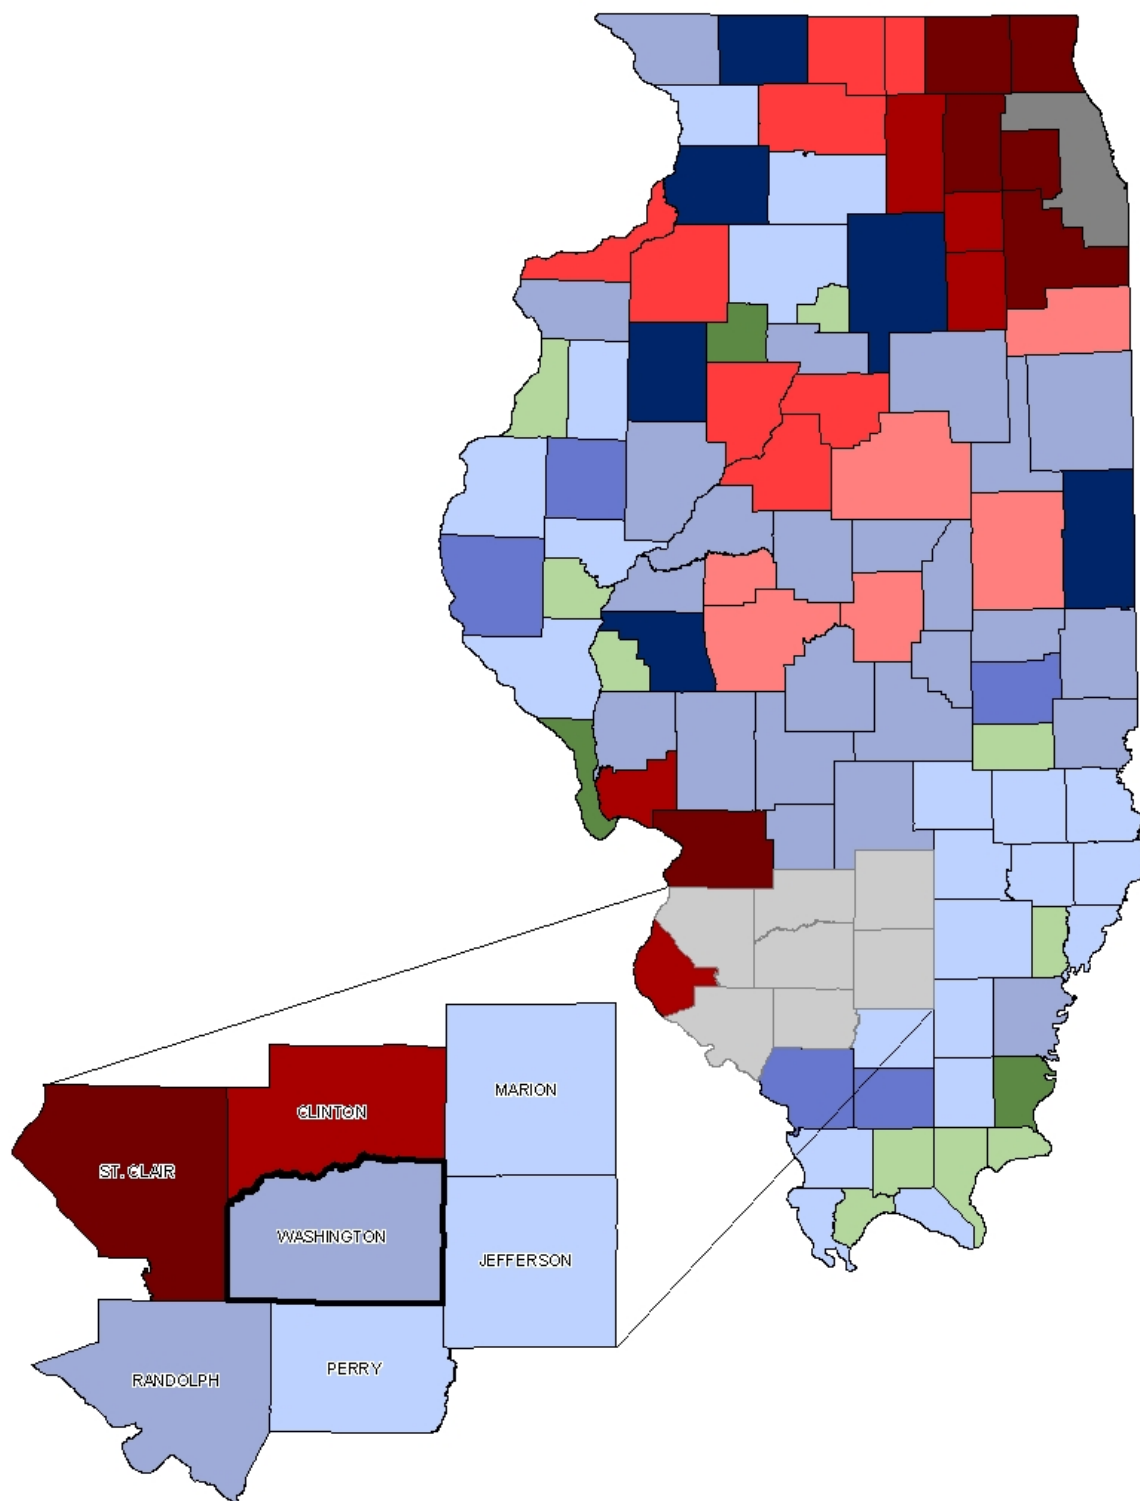 MARION
CLINTON
ST. CLAIR
WASHINGTON
JEFFERSON
PERRY
RANDOLPH